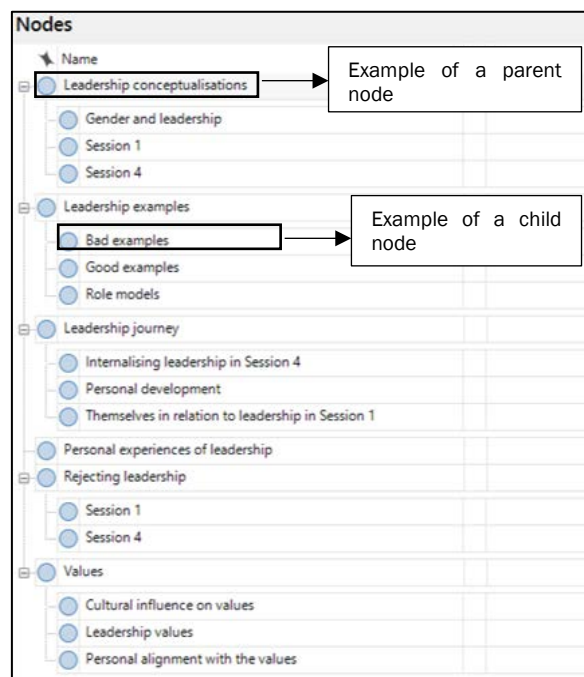 Nodes
Name
Leadership conceptualisations
Example of a parent
node
Gender and leadership
Session 1
Session 4
Leadership examples
Example of a child
node
Bad examples
Good examples
Role models
Leadership journey
Internalising leadership in Session 4
Personal development
Themselves in relation to leadership in Session 1
Personal experiences of leadership
Rejecting leadership
Session 1
Session 4
Values
Cultural influence on values
Leadership values
Personal alignment with the values